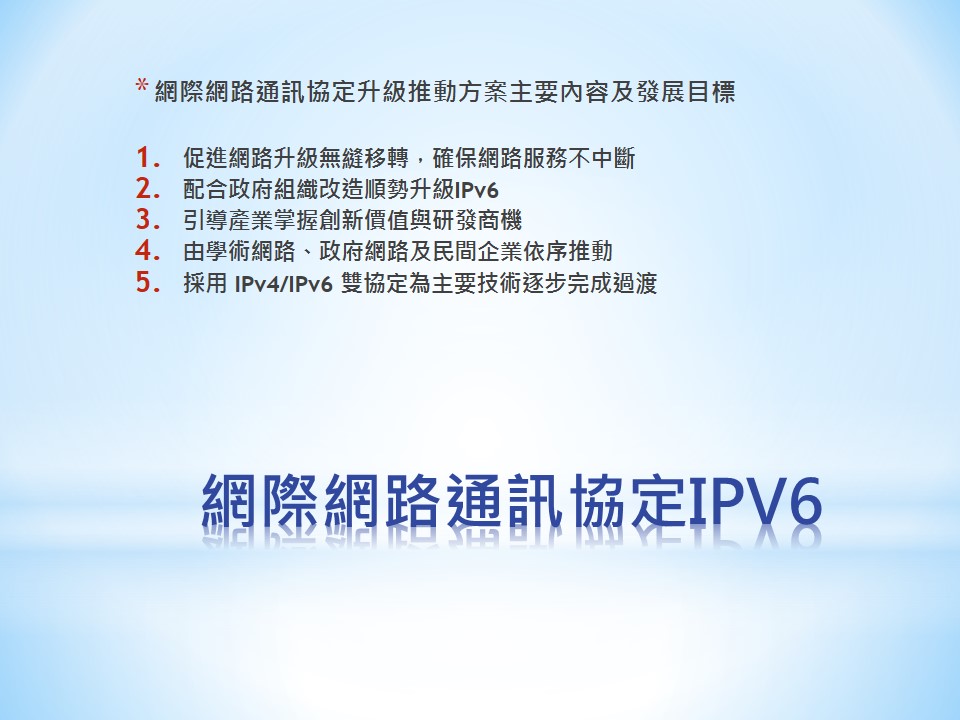 * 網際網路通訊協定升級推動方案主要內容及發展目標
1. 促進網路升級無縫移轉，確保網路服務不中斷
2. 配合政府組織改造順勢升級IPv6
3. 引導產業掌握創新價值與研發商機
4. 由學術網路、政府網路及民間企業依序推動
5. 採用 IPv4/IPv6 雙協定為主要技術逐步完成過渡
網際網路通訊協定IPV6